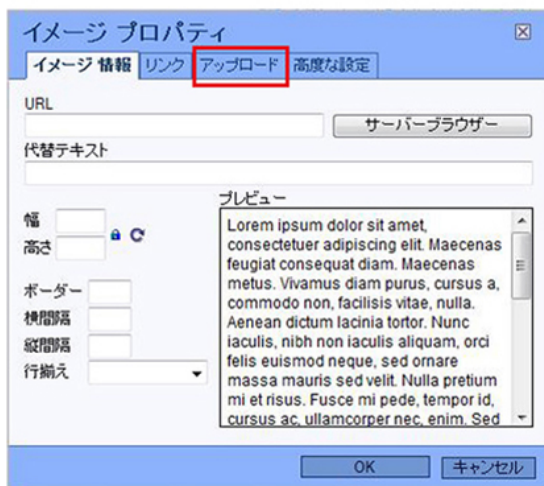 イメージ プロパティ
イメージ 情報 リンク アップロード 高度な設定
URL
サーバーブラウザー
代替テキスト
プレビュー
幅
高さ
ボーダー
横間隔
縦間隔
行揃え
Lorem ipsum dolor sit amet,
consectetuer adipiscing elit. Maecenas
feugiat consequat diam. Maecenas
metus. Vivamus diam purus, cursus a,
commodo non, facilisis vitae, nulla.
Aenean dictum lacinia tortor. Nunc
iaculis, nibh non iaculis aliquam, orci
felis euismod neque, sed ornare
massa mauris sed velit. Nulla pretium
mi et risus. Fusce mi pede, tempor id,
cursus ac, ullamcorper nec, enim. Sed
OK キャンセル